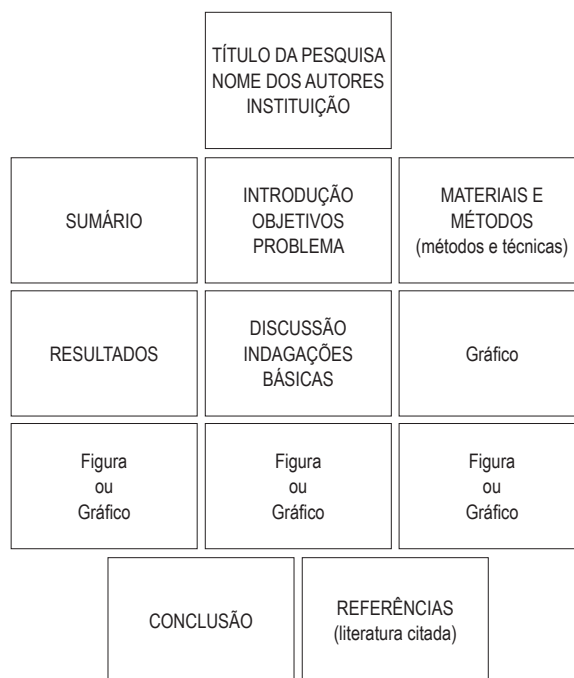 TÍTULO DA PESQUISA
NOME DOS AUTORES
INSTITUIÇÃO
SUMÁRIO
INTRODUÇÃO
OBJETIVOS
PROBLEMA
MATERIAIS E
MÉTODOS
(métodos e técnicas)
RESULTADOS
DISCUSSÃO
INDAGAÇÕES
BÁSICAS
Gráfico
Figura
ou
Gráfico
Figura
ou
Gráfico
Figura
ou
Gráfico
CONCLUSÃO
REFERÊNCIAS
(literatura citada)